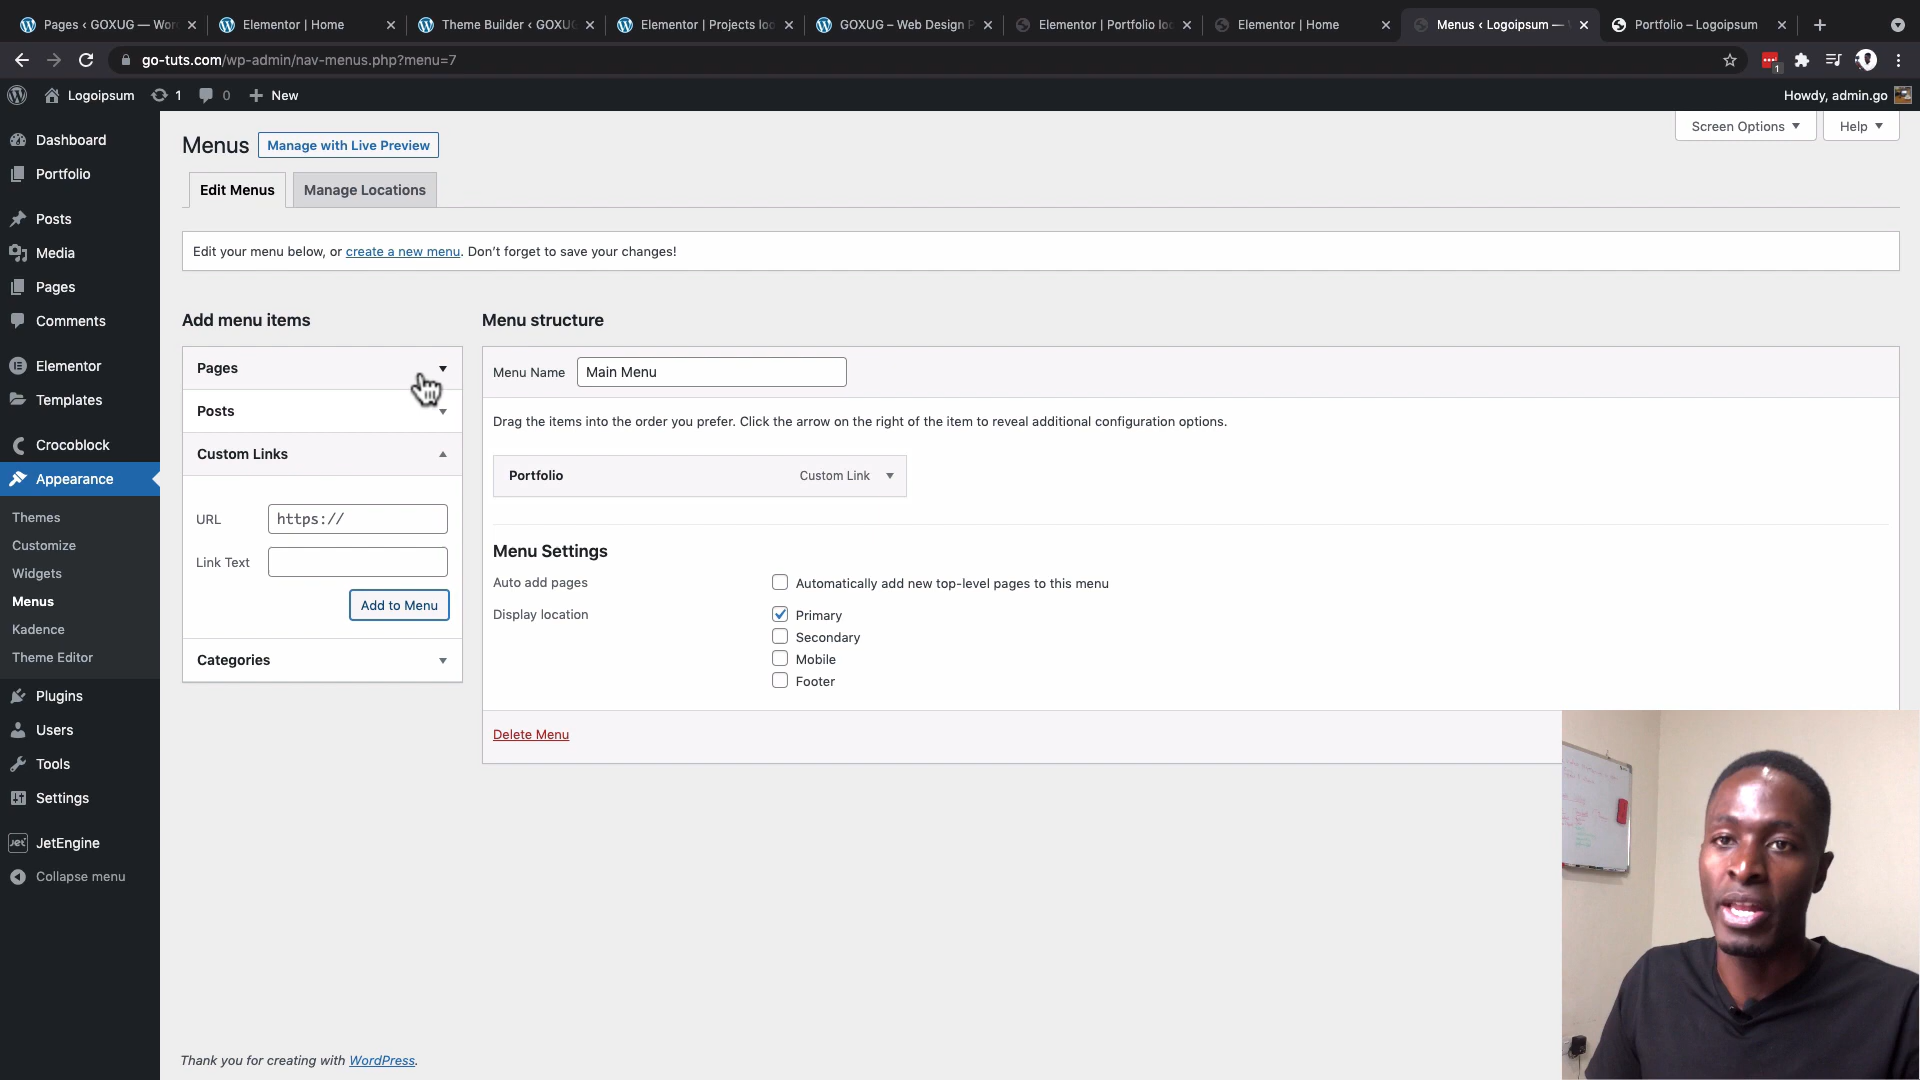 Pages ‹ GOXUG — Wor
Elementor | Home
Theme Builder ‹ GOXUG
Elementor | Projects loo
GOXUG – Web Design P
Elementor | Portfolio loo
Elementor | Home
Menus ‹ Logoipsum —
Portfolio – Logoipsum
go-tuts.com/wp-admin/nav-menus.php?menu=7
1
Logoipsum
1
0
New
Howdy, admin.go
Screen Options
Help
Dashboard
Portfolio
Posts
Media
Pages
Comments
Elementor
Templates
Crocoblock
Appearance
Themes
Customize
Widgets
Menus
Kadence
Theme Editor
Plugins
Users
Tools
Settings
JetEngine
Collapse menu
Menus
Manage with Live Preview
Edit Menus
Manage Locations
Edit your menu below, or create a new menu. Don’t forget to save your changes!
Add menu items
Pages
Posts
Custom Links
URL
https://
Link Text
Add to Menu
Categories
Menu structure
Menu Name
Main Menu
Drag the items into the order you prefer. Click the arrow on the right of the item to reveal additional configuration options.
Portfolio
Custom Link
Menu Settings
Auto add pages
Automatically add new top-level pages to this menu
Display location
Primary
Secondary
Mobile
Footer
Delete Menu
Thank you for creating with WordPress.